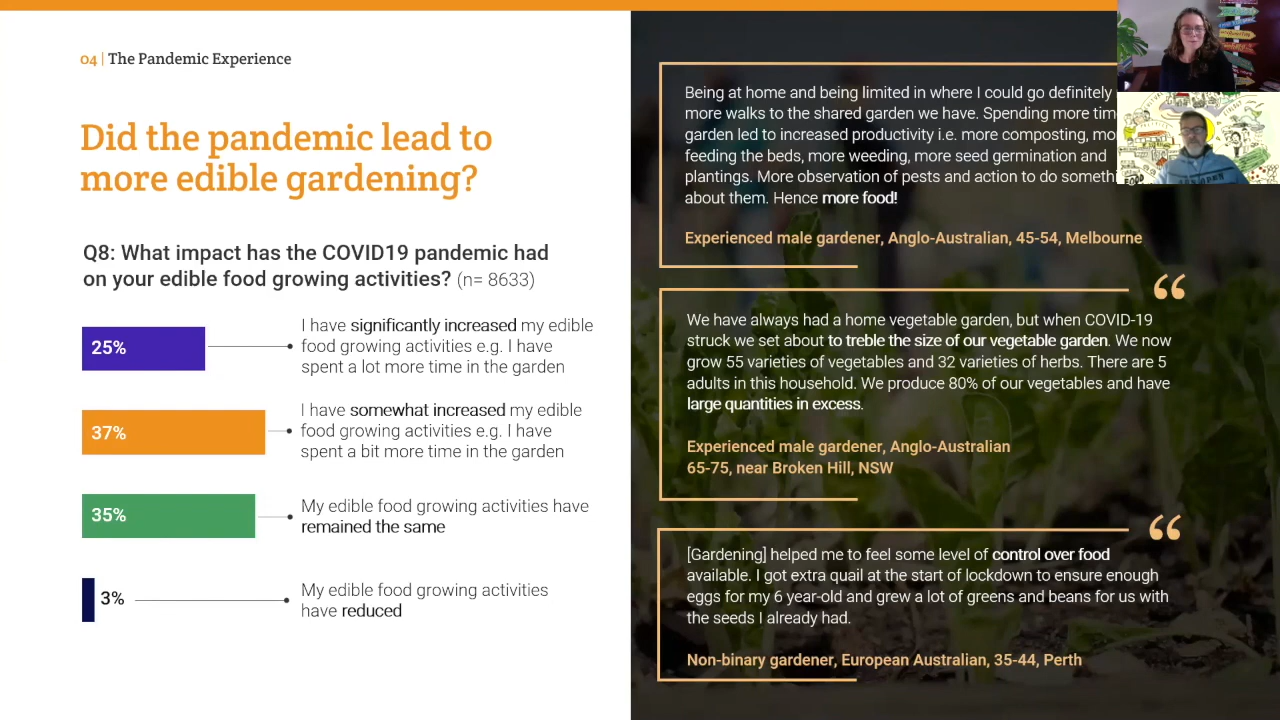 04 | The Pandemic Experience
Did the pandemic lead to
more edible gardening?
Q8: What impact has the COVID19 pandemic had
on your edible food growing activities? (n= 8633)
25%
I have significantly increased my edible
food growing activities e.g. I have
spent a lot more time in the garden
37%
I have somewhat increased my edible
food growing activities e.g. I have
spent a bit more time in the garden
35%
My edible food growing activities have
remained the same
3%
My edible food growing activities
have reduced
Being at home and being limited in where I could go definitely
more walks to the shared garden we have. Spending more
garden led to increased productivity i.e. more composting,
feeding the beds, more weeding, more seed germination and
plantings. More observation of pests and action to do
about them. Hence more food!
Experienced male gardener, Anglo-Australian, 45-54, Melbourne
“
We have always had a home vegetable garden, but when COVID-19
struck we set about to treble the size of our vegetable garden. We now
grow 55 varieties of vegetables and 32 varieties of herbs. There are 5
adults in this household. We produce 80% of our vegetables and have
large quantities in excess.
Experienced male gardener, Anglo-Australian
65-75, near Broken Hill, NSW
“
[Gardening] helped me to feel some level of control over food
available. I got extra quail at the start of lockdown to ensure enough
eggs for my 6 year-old and grew a lot of greens and beans for us with
the seeds I already had.
Non-binary gardener, European Australian, 35-44, Perth